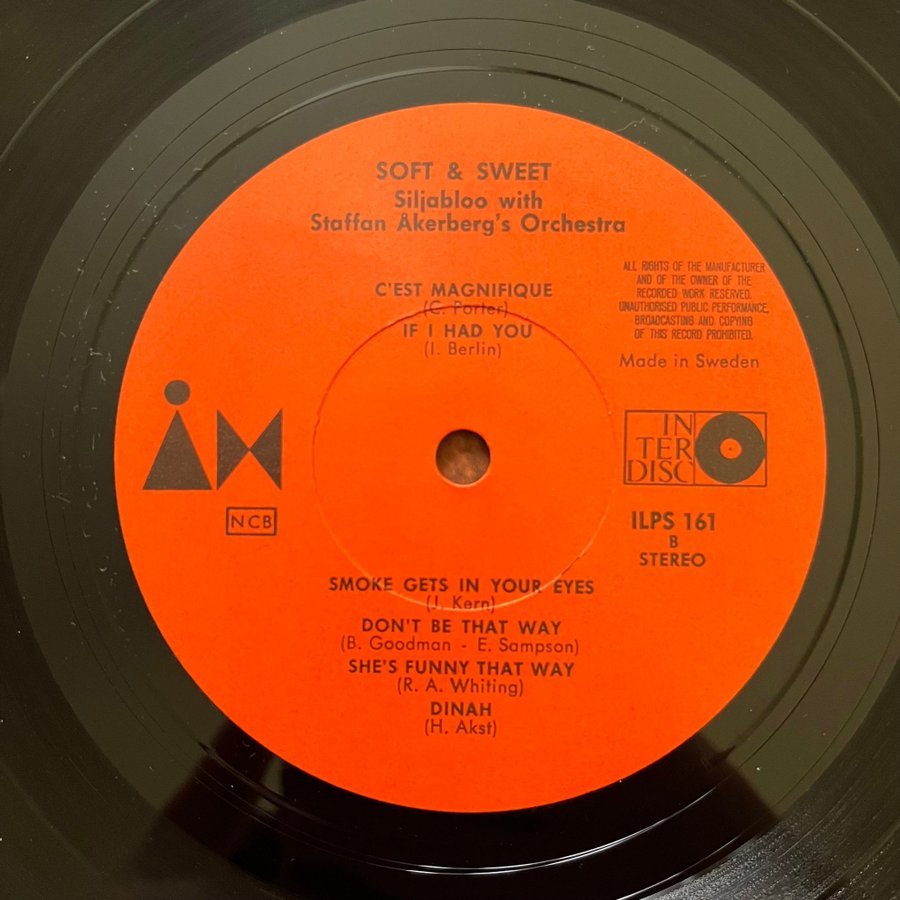 SOFT & SWEET
Siljabloo with
Staffan Åkerberg's Orchestra
C'EST MAGNIFIQUE
(C. Porter)
IF I HAD YOU
(I. Berlin)
ALL RIGHTS OF THE MANUFACTURER
AND OF THE OWNER OF THE
RECORDED WORK RESERVED.
UNAUTHORISED PUBLIC PERFORMANCE,
BROADCASTING AND COPYING
OF THIS RECORD PROHIBITED.
Made in Sweden
ÅM
NCB
IN
TER
DISC
ILPS 161
B
STEREO
SMOKE GETS IN YOUR EYES
(J. Kern)
DON'T BE THAT WAY
(B. Goodman - E. Sampson)
SHE'S FUNNY THAT WAY
(R. A. Whiting)
DINAH
(H. Akst)